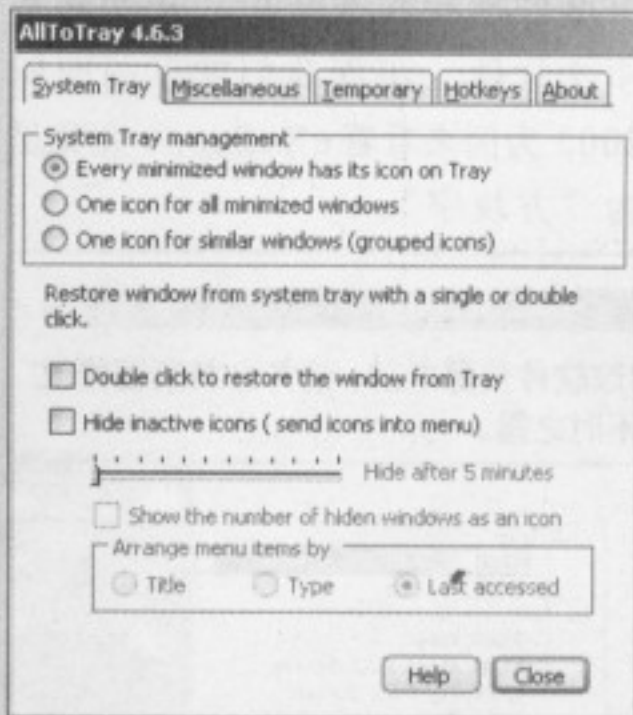 AllToTray 4.6.3
System Tray Miscellaneous Temporary Hotkeys About
System Tray management
Every minimized window has its icon on Tray
One icon for all minimized windows
One icon for similar windows (grouped icons)
Restore window from system tray with a single or double
click.
Double click to restore the window from Tray
Hide inactive icons ( send icons into menu)
Hide after 5 minutes
Show the number of hiden windows as an icon
Arrange menu items by
Title Type Last accessed
Help Close